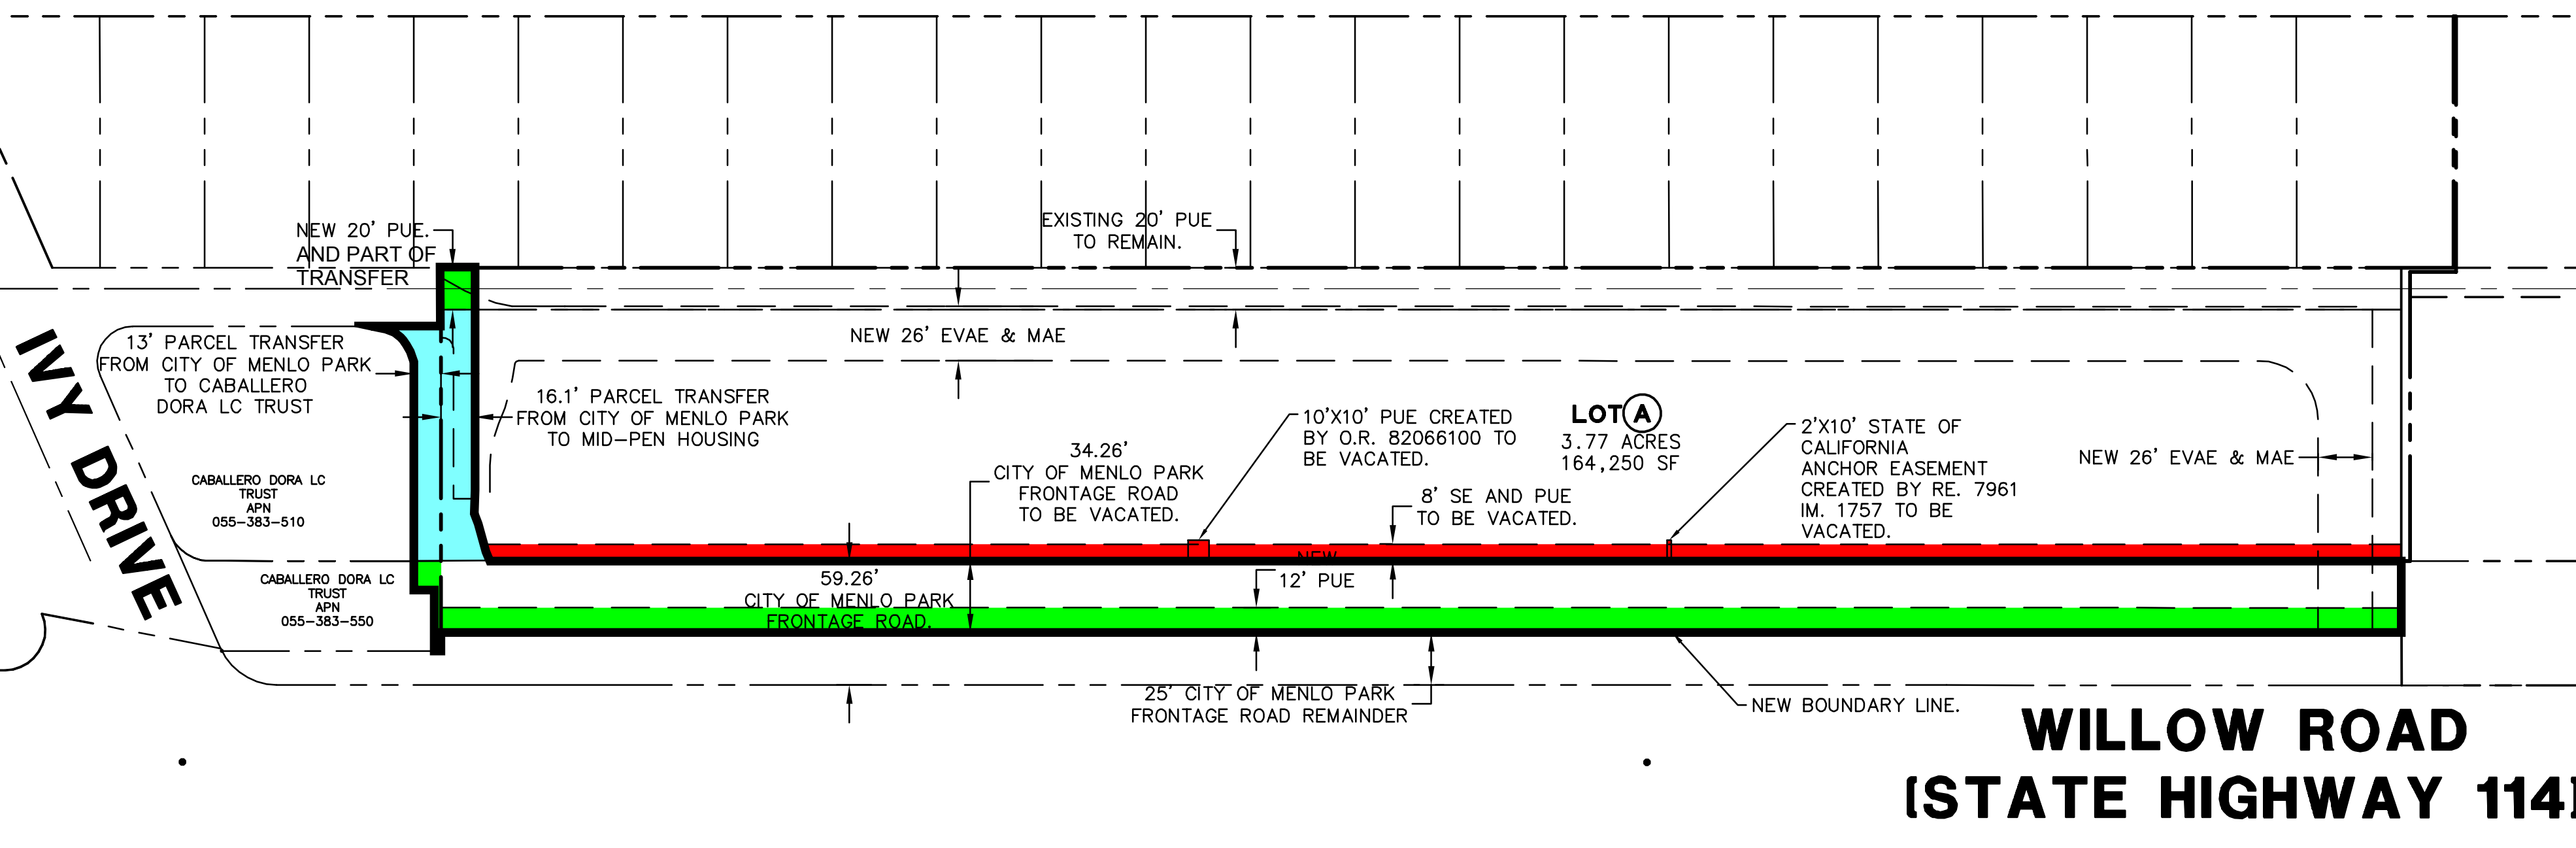 NEW 20' PUE.
AND PART OF
TRANSFER
EXISTING 20' PUE
TO REMAIN.
NEW 26' EVAE & MAE
13' PARCEL TRANSFER
FROM CITY OF MENLO PARK
TO CABALLERO
DORA LC TRUST
16.1' PARCEL TRANSFER
FROM CITY OF MENLO PARK
TO MID-PEN HOUSING
IVY DRIVE
CABALLERO DORA LC
TRUST
APN
055-383-510
34.26'
CITY OF MENLO PARK
FRONTAGE ROAD
TO BE VACATED.
10'X10' PUE CREATED
BY O.R. 82066100 TO
BE VACATED.
LOT A
3.77 ACRES
164,250 SF
8' SE AND PUE
TO BE VACATED.
2'X10' STATE OF
CALIFORNIA
ANCHOR EASEMENT
CREATED BY RE. 7961
IM. 1757 TO BE
VACATED.
NEW 26' EVAE & MAE
CABALLERO DORA LC
TRUST
APN
055-383-550
59.26'
CITY OF MENLO PARK
FRONTAGE ROAD.
NEW
12' PUE
25' CITY OF MENLO PARK
FRONTAGE ROAD REMAINDER
NEW BOUNDARY LINE.
WILLOW ROAD
(STATE HIGHWAY 114)